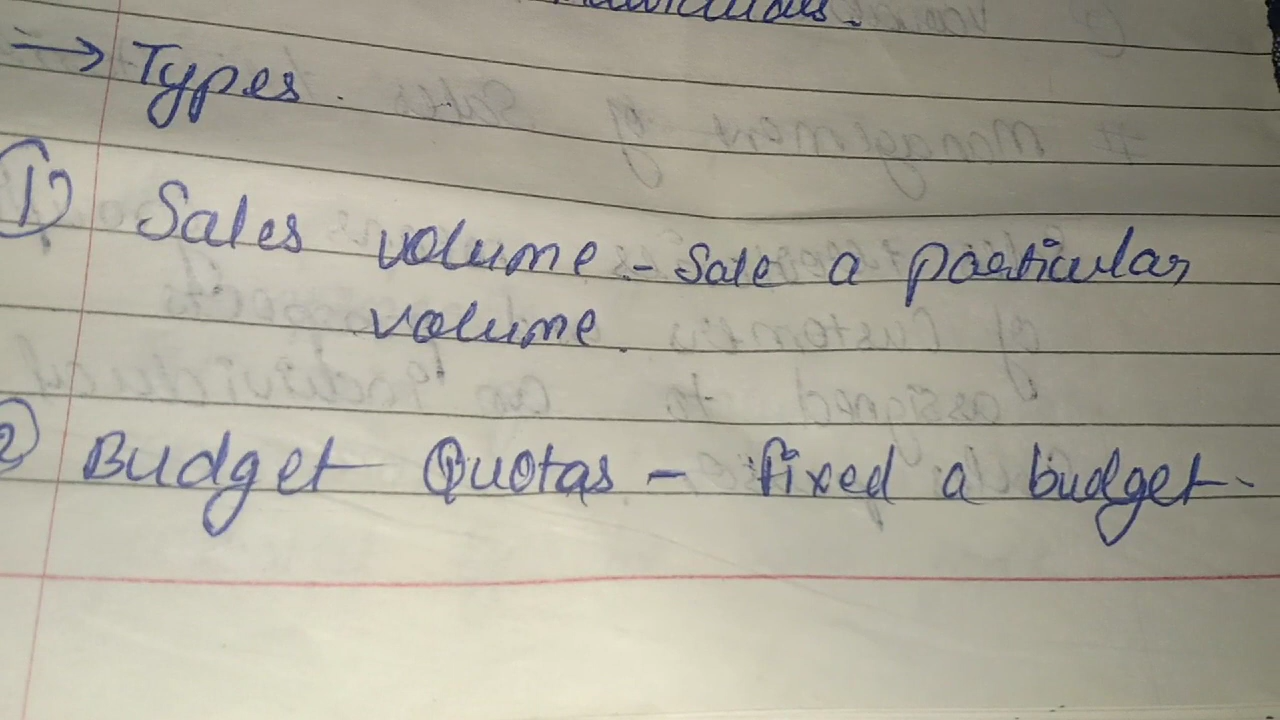 → Types.
1) Sales volume - Sale a particular
volume.
2) Budget Quotas - fixed a budget.